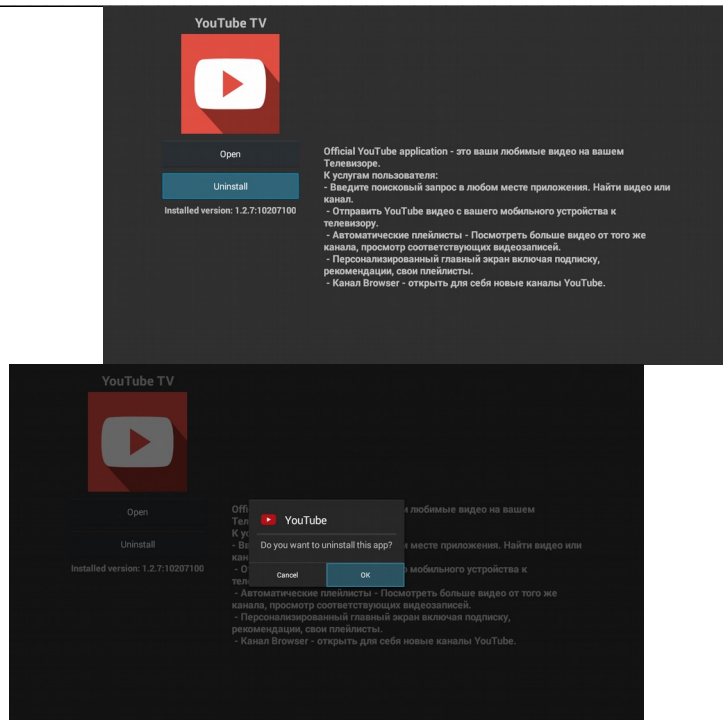 YouTube TV
Open
Uninstall
Installed version: 1.2.7:10207100
Official YouTube application - это ваши любимые видео на вашем
Телевизоре.
К услугам пользователя:
- Введите поисковый запрос в любом месте приложения. Найти видео или
канал.
- Отправить YouTube видео с вашего мобильного устройства к
телевизору.
- Автоматические плейлисты - Посмотреть больше видео от того же
канала, просмотр соответствующих видеозаписей.
- Персонализированный главный экран включая подписку,
рекомендации, свои плейлисты.
- Канал Browser - открыть для себя новые каналы YouTube.
YouTube TV
Open
Uninstall
Installed version: 1.2.7:10207100
YouTube
Do you want to uninstall this app?
Cancel
OK
любимые видео на вашем
месте приложения. Найти видео или
мобильного устройства к
- Автоматические плейлисты - Посмотреть больше видео от того же
канала, просмотр соответствующих видеозаписей.
- Персонализированный главный экран включая подписку,
рекомендации, свои плейлисты.
- Канал Browser - открыть для себя новые каналы YouTube.